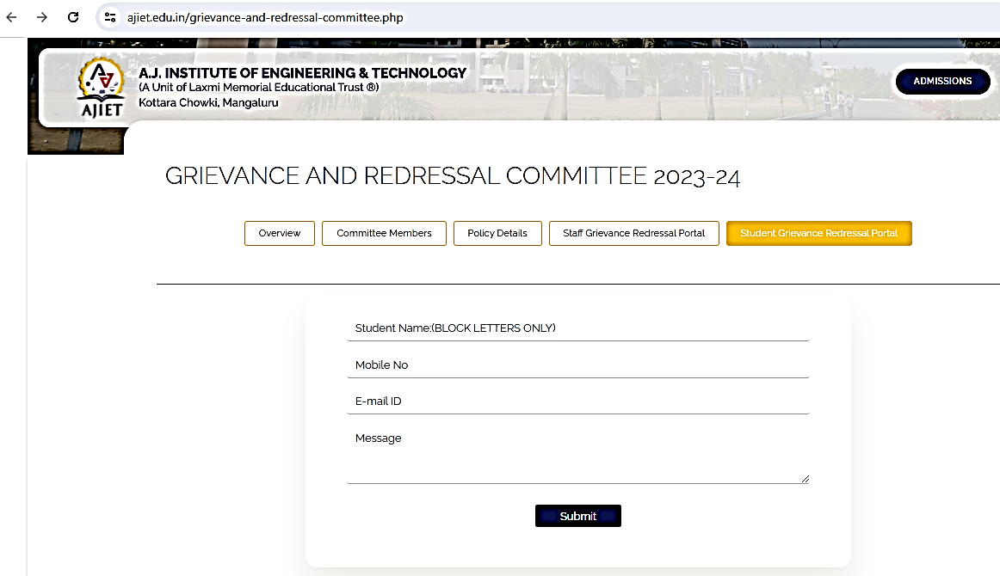 ajiet.edu.in/grievance-and-redressal-committee.php
A.J. INSTITUTE OF ENGINEERING & TECHNOLOGY
(A Unit of Laxmi Memorial Educational Trust ®)
Kottara Chowki, Mangaluru
AJIET
ADMISSIONS
GRIEVANCE AND REDRESSAL COMMITTEE 2023-24
Overview Committee Members Policy Details Staff Grievance Redressal Portal Student Grievance Redressal Portal
Student Name:(BLOCK LETTERS ONLY)
Mobile No
E-mail ID
Message
Submit